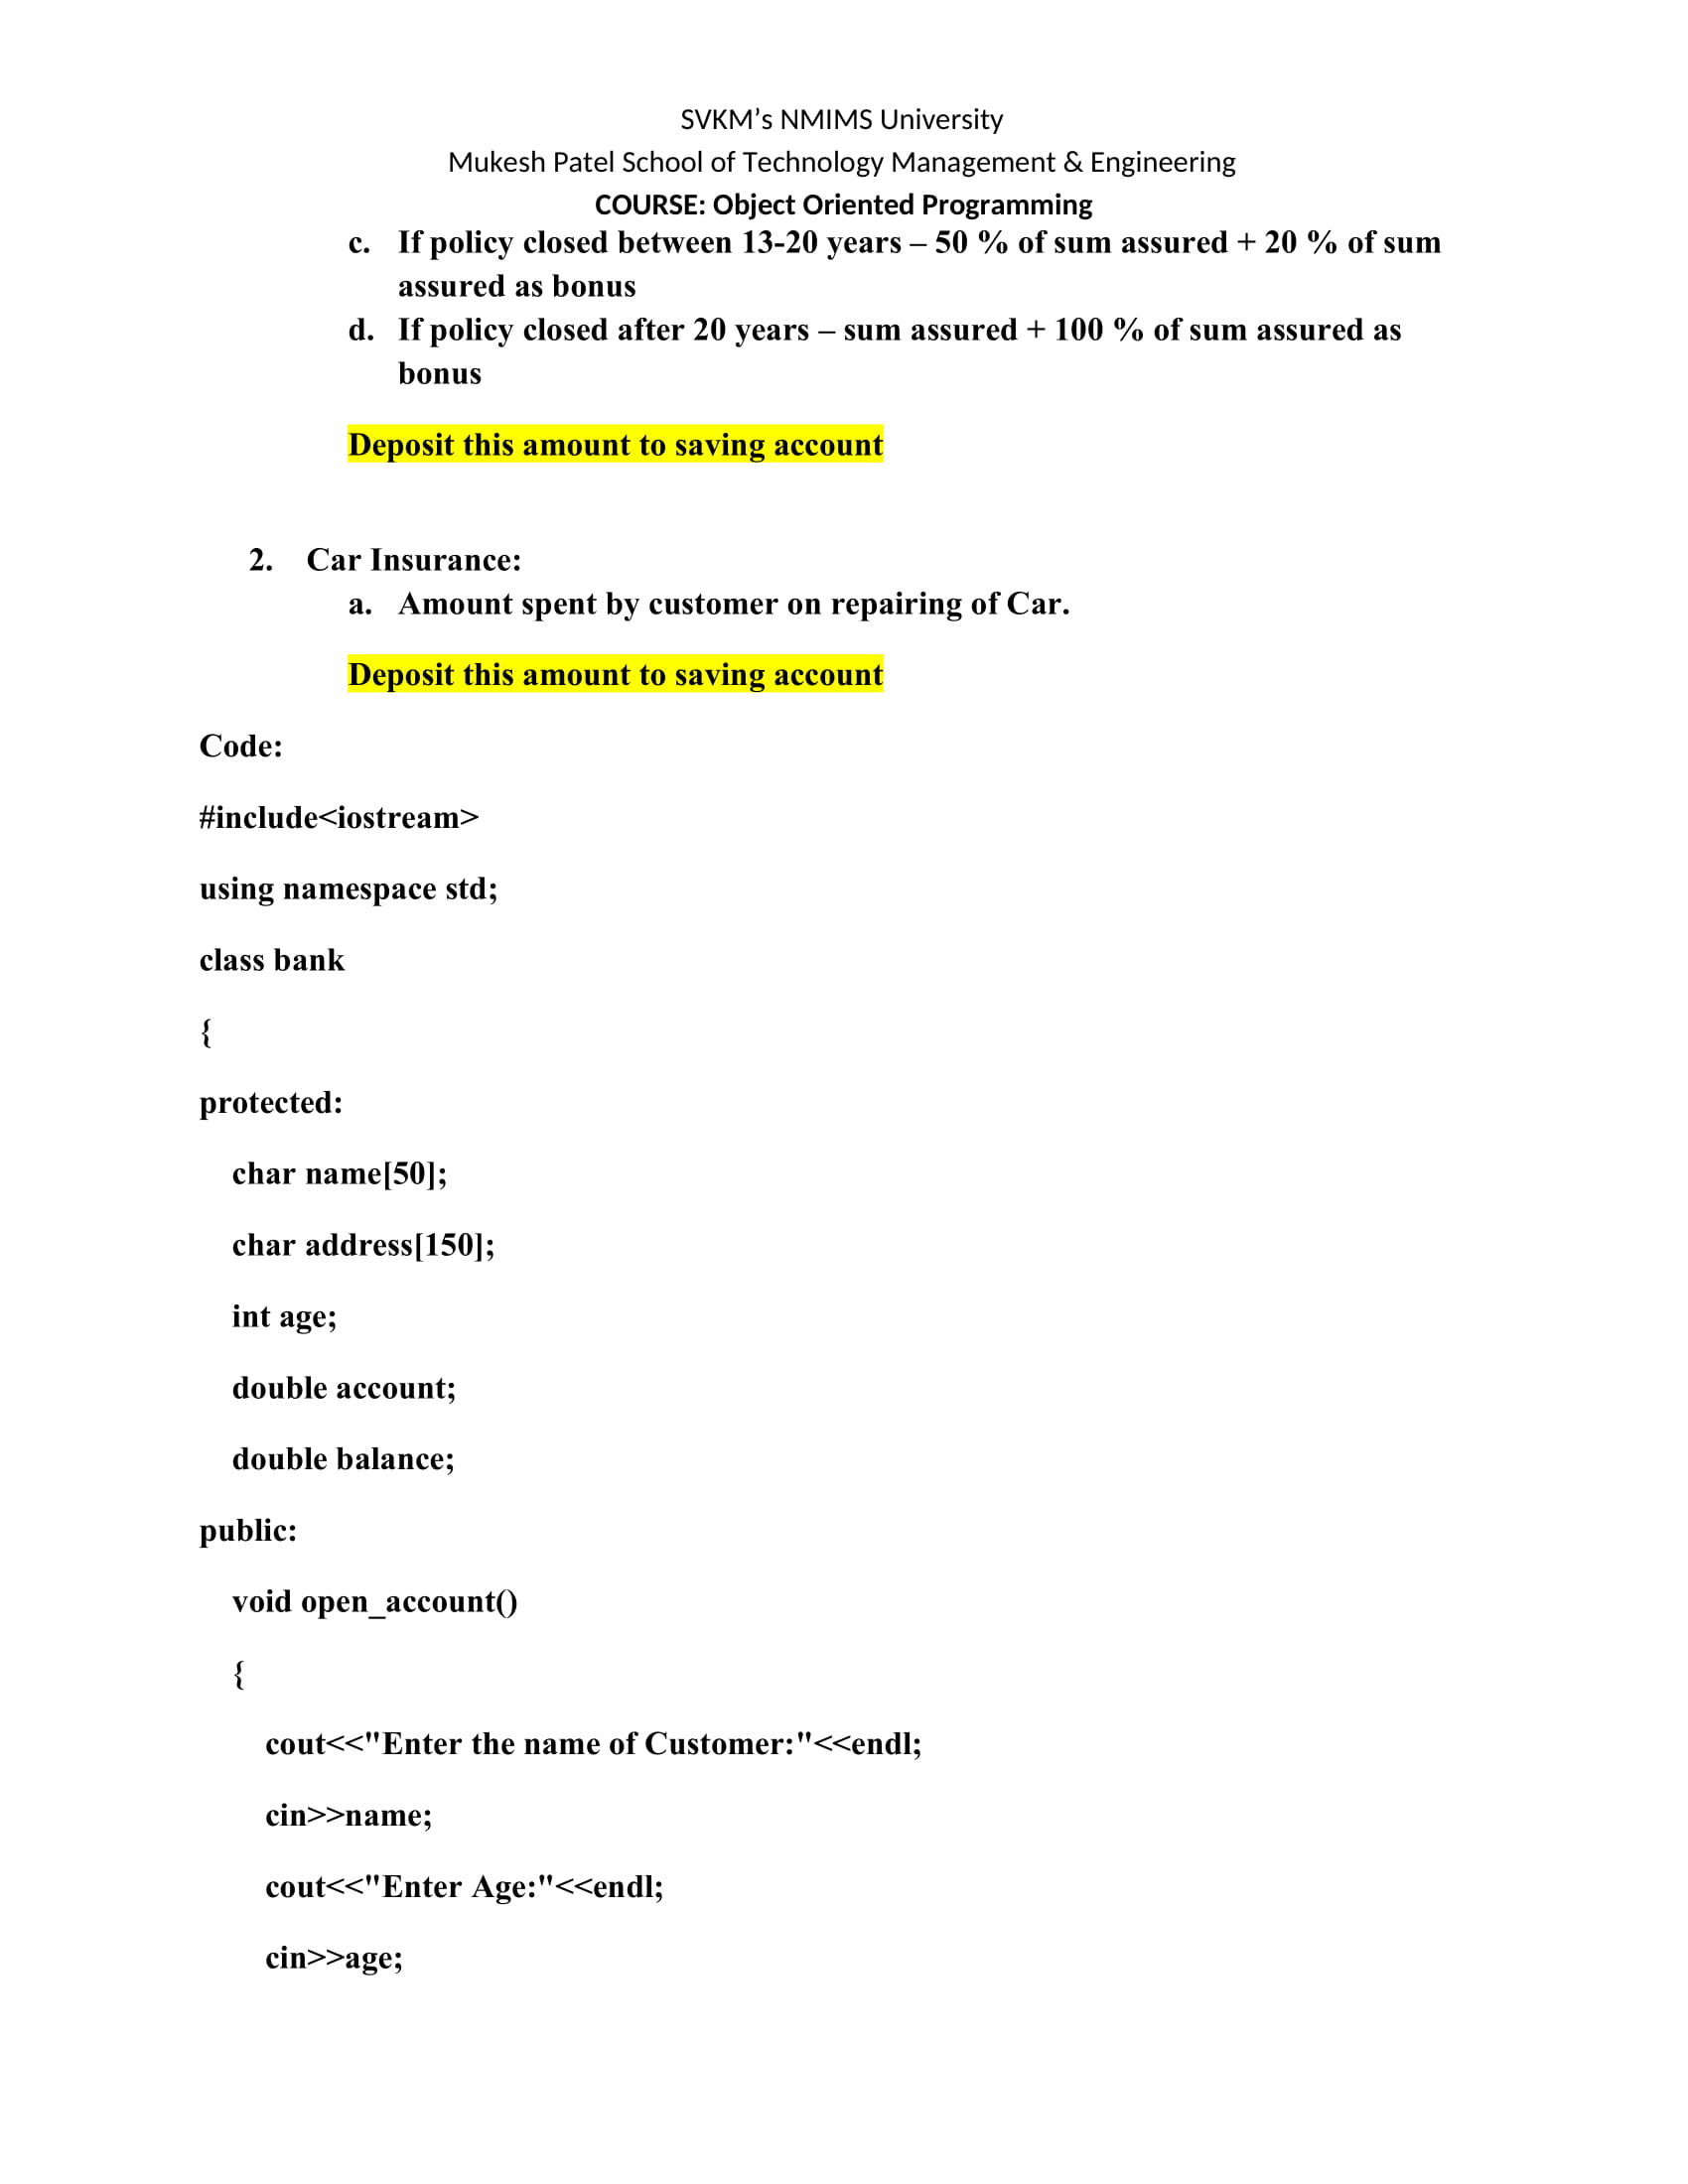 SVKM’s NMIMS University
Mukesh Patel School of Technology Management & Engineering
COURSE: Object Oriented Programming
c. If policy closed between 13-20 years – 50 % of sum assured + 20 % of sum
assured as bonus
d. If policy closed after 20 years – sum assured + 100 % of sum assured as
bonus
Deposit this amount to saving account
2. Car Insurance:
a. Amount spent by customer on repairing of Car.
Deposit this amount to saving account
Code:
#include<iostream>
using namespace std;
class bank
{
protected:
char name[50];
char address[150];
int age;
double account;
double balance;
public:
void open_account()
{
cout<<"Enter the name of Customer:"<<endl;
cin>>name;
cout<<"Enter Age:"<<endl;
cin>>age;